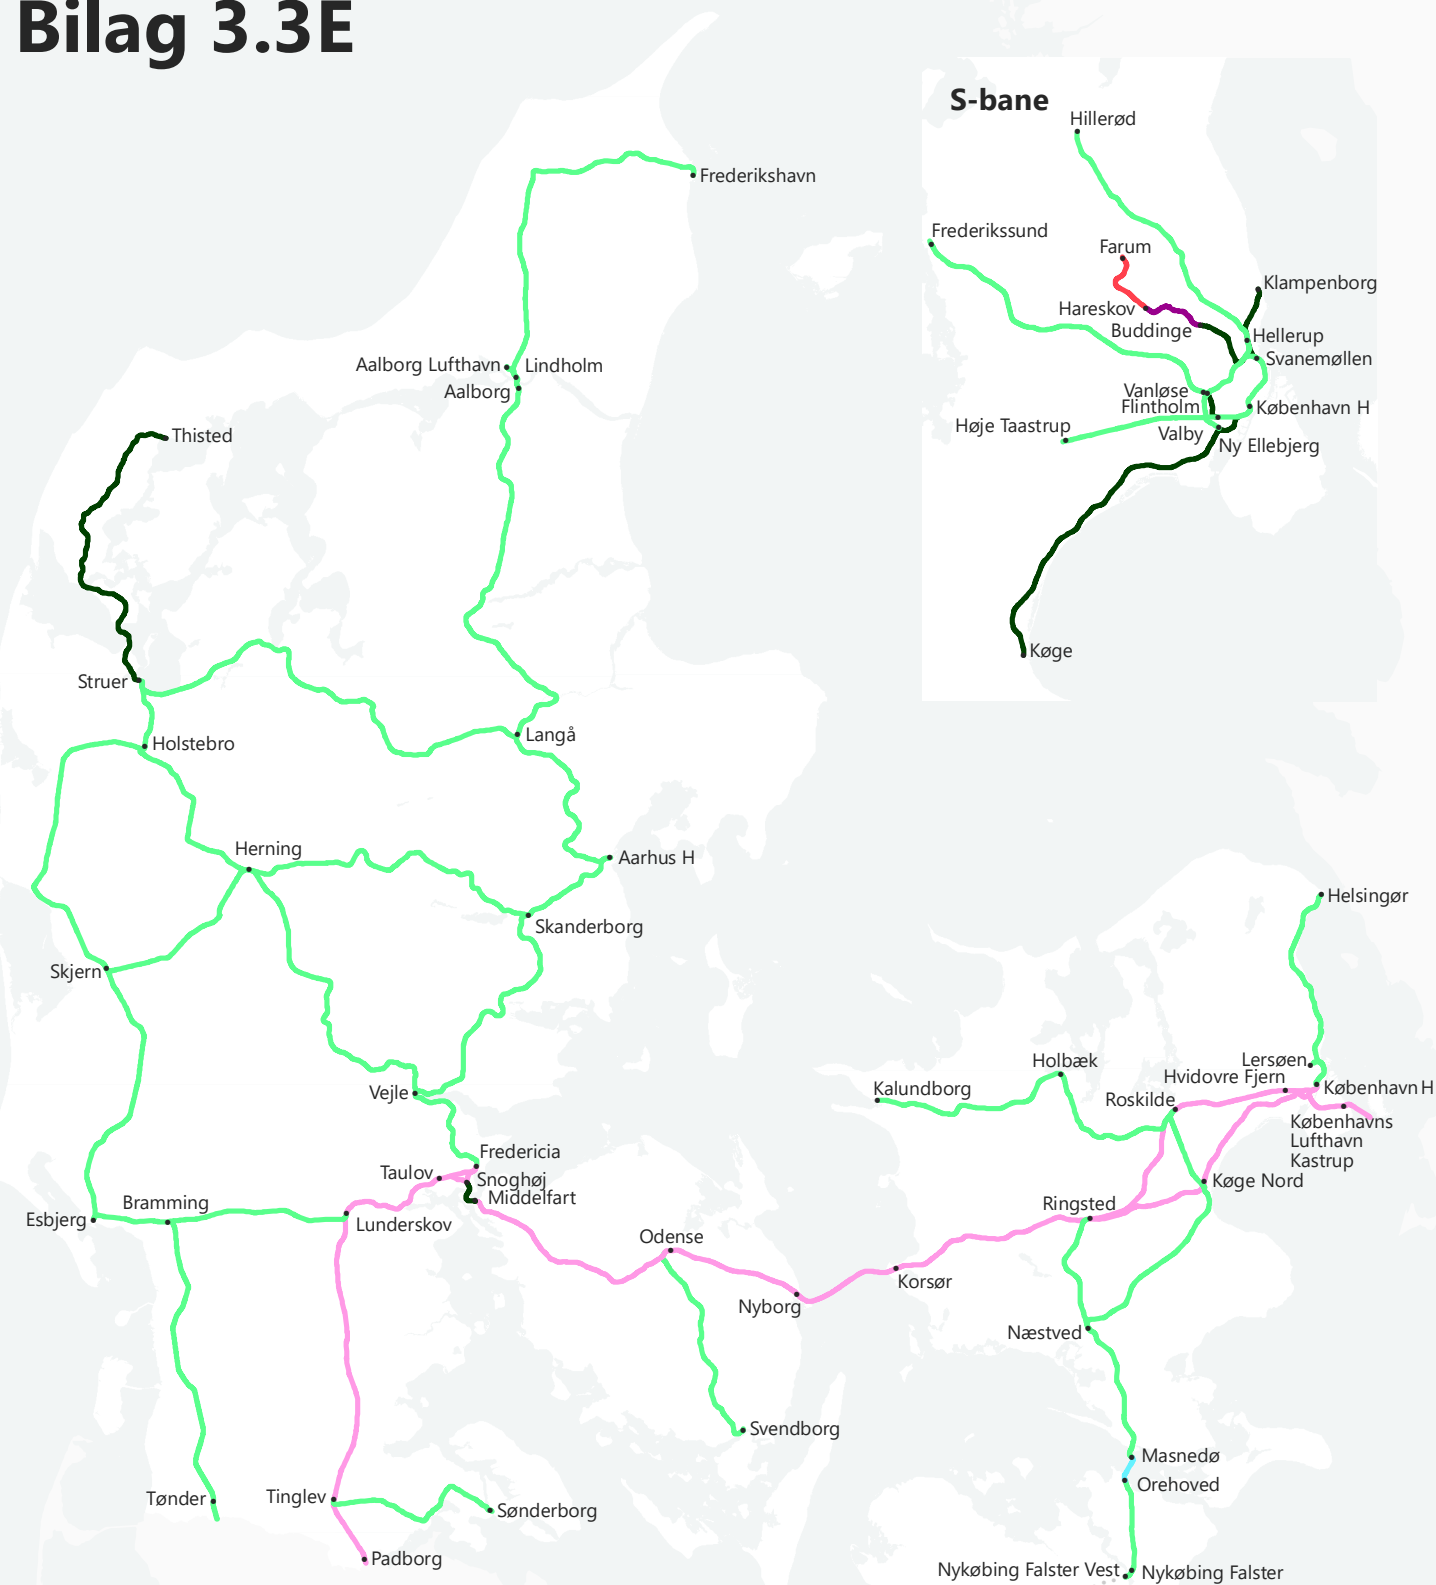 Bilag 3.3E
S-bane
Hillerød
Frederikshavn
Frederikssund
Farum
Klampenborg
Hareskov
Buddinge
Hellerup
Svanemøllen
Aalborg Lufthavn
Lindholm
Aalborg
Vanløse
Flintholm
København H
Høje Taastrup
Valby
Ny Ellebjerg
Thisted
Køge
Struer
Langå
Holstebro
Herning
Aarhus H
Helsingør
Skanderborg
Skjern
Holbæk
Lersøen
Hvidovre Fjern
Kalundborg
København H
Vejle
Roskilde
Københavns
Lufthavn
Kastrup
Fredericia
Taulov
Snoghøj
Køge Nord
Middelfart
Bramming
Ringsted
Esbjerg
Lunderskov
Odense
Korsør
Nyborg
Næstved
Svendborg
Masnedø
Orehoved
Tønder
Tinglev
Sønderborg
Padborg
Nykøbing Falster Vest
Nykøbing Falster